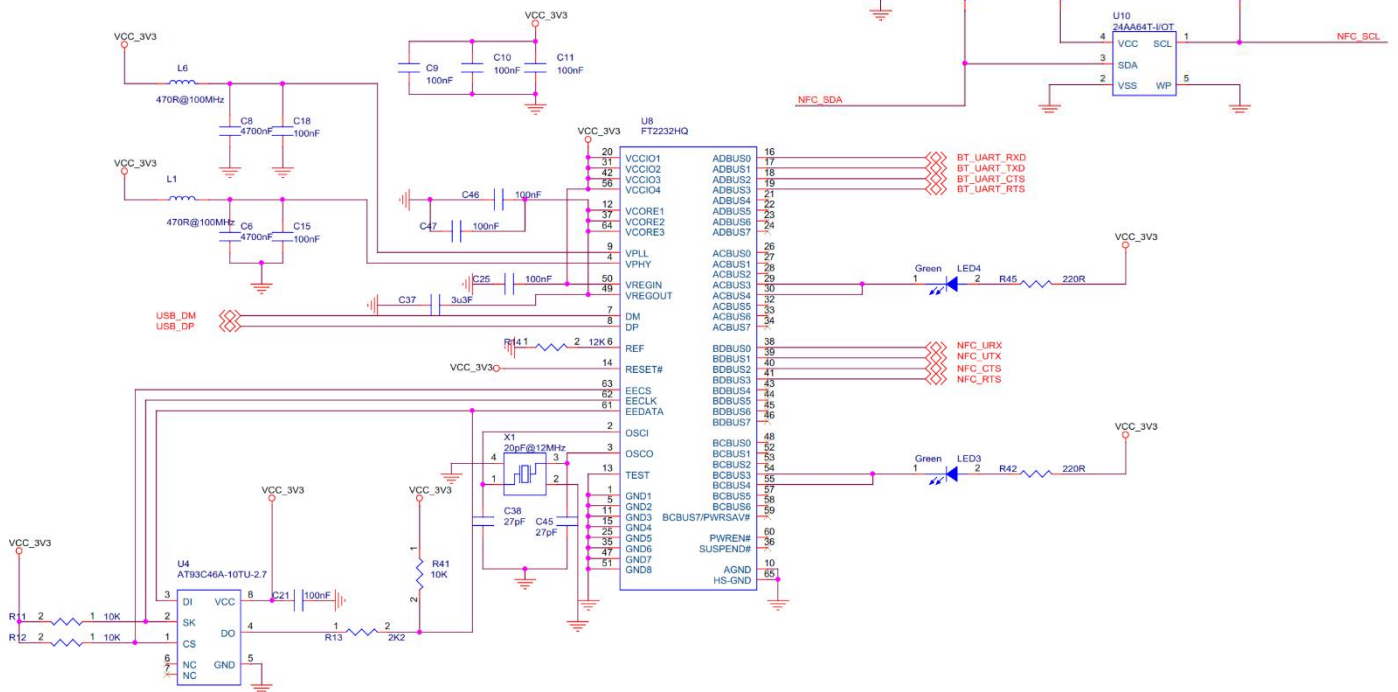 VCC_3V3
L6
470R@100MHz
C8
4700nF
C18
100nF
VCC_3V3
C9
100nF
C10
100nF
C11
100nF
U10
24AA64T-I/OT
4 VCC SCL 1
3 SDA
2 VSS WP 5
NFC_SCL
NFC_SDA
VCC_3V3
L1
470R@100MHz
C6
4700nF
C15
100nF
U8
FT2232HQ
VCC_3V3
20 VCCIO1
31 VCCIO2
42 VCCIO3
56 VCCIO4
12 VCORE1
37 VCORE2
64 VCORE3
9 VPLL
4 VPHY
50 VREGIN
49 VREGOUT
7 DM
8 DP
6 REF
14 RESET#
63 EECS
62 EECLK
61 EEDATA
2 OSCI
3 OSCO
13 TEST
1 GND1
5 GND2
11 GND3
15 GND4
25 GND5
35 GND6
47 GND7
51 GND8
ADBUS0 16
ADBUS1 17
ADBUS2 18
ADBUS3 19
ADBUS4 21
ADBUS5 22
ADBUS6 23
ADBUS7 24
ACBUS0 26
ACBUS1 27
ACBUS2 28
ACBUS3 29
ACBUS4 30
ACBUS5 32
ACBUS6 33
ACBUS7 34
BDBUS0 38
BDBUS1 39
BDBUS2 40
BDBUS3 41
BDBUS4 43
BDBUS5 44
BDBUS6 45
BDBUS7 46
BCBUS0 48
BCBUS1 52
BCBUS2 53
BCBUS3 54
BCBUS4 55
BCBUS5 57
BCBUS6 58
BCBUS7/PWRSAV# 59
PWREN# 60
SUSPEND# 36
AGND 10
HS-GND 65
C46
100nF
C47
100nF
C25
100nF
C37
3u3F
USB_DM
USB_DP
R14 1 2 12K
VCC_3V3
BT_UART_RXD
BT_UART_TXD
BT_UART_CTS
BT_UART_RTS
VCC_3V3
Green LED4
1 2 R45 220R
NFC_URX
NFC_UTX
NFC_CTS
NFC_RTS
VCC_3V3
Green LED3
1 2 R42 220R
X1
20pF@12MHz
4 3
1 2
C38
27pF
C45
27pF
VCC_3V3
VCC_3V3
1
R41
10K
2
VCC_3V3
U4
AT93C46A-10TU-2.7
3 DI VCC 8
2 SK
DO 4
1 CS
6 NC GND 5
7 NC
C21 100nF
R11 2 1 10K
R12 2 1 10K
R13 1 2 2K2